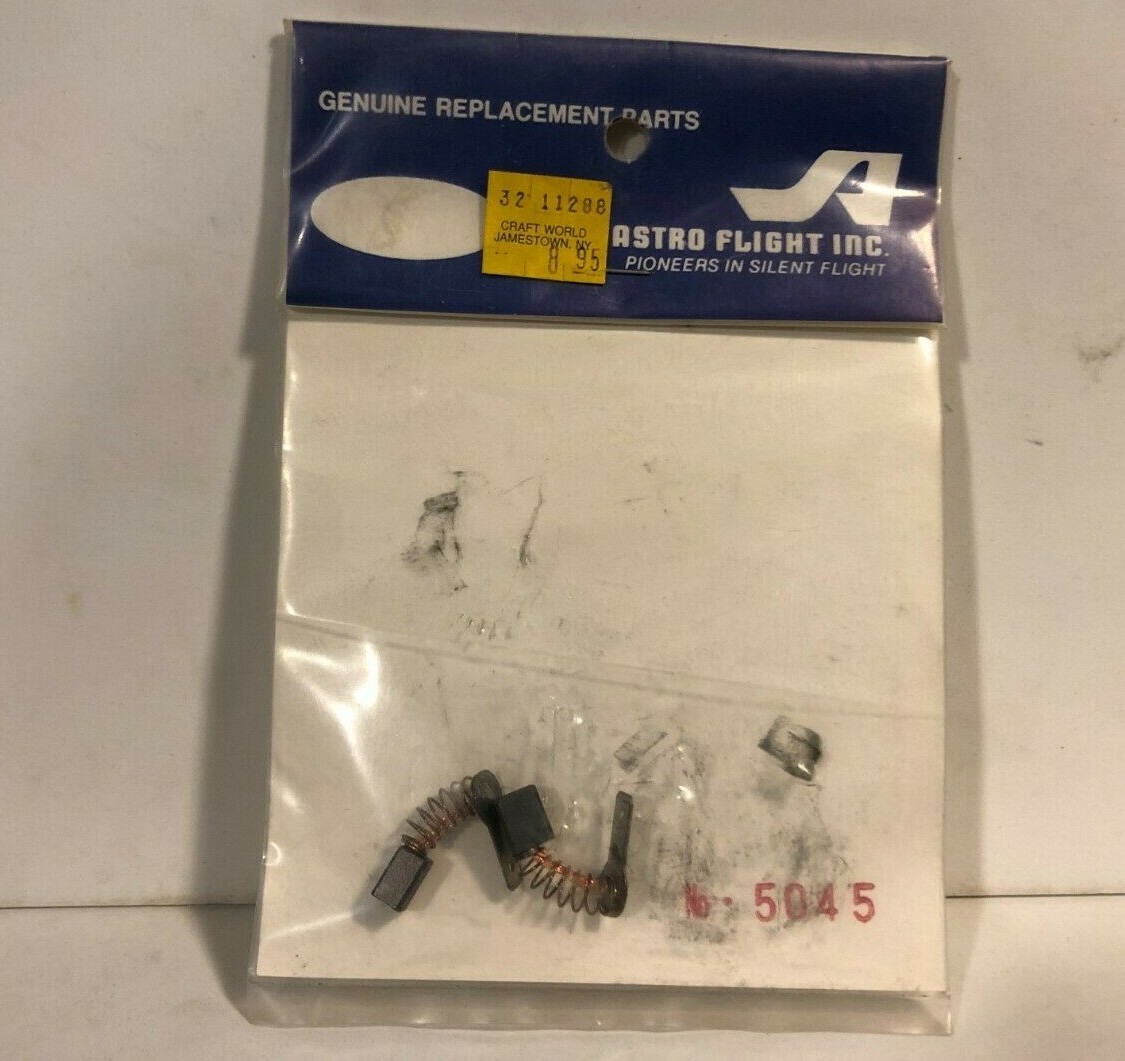 GENUINE REPLACEMENT PARTS
32 11288
CRAFT WORLD
JAMESTOWN, NY
8 95
ASTRO FLIGHT INC.
PIONEERS IN SILENT FLIGHT
No. 5045